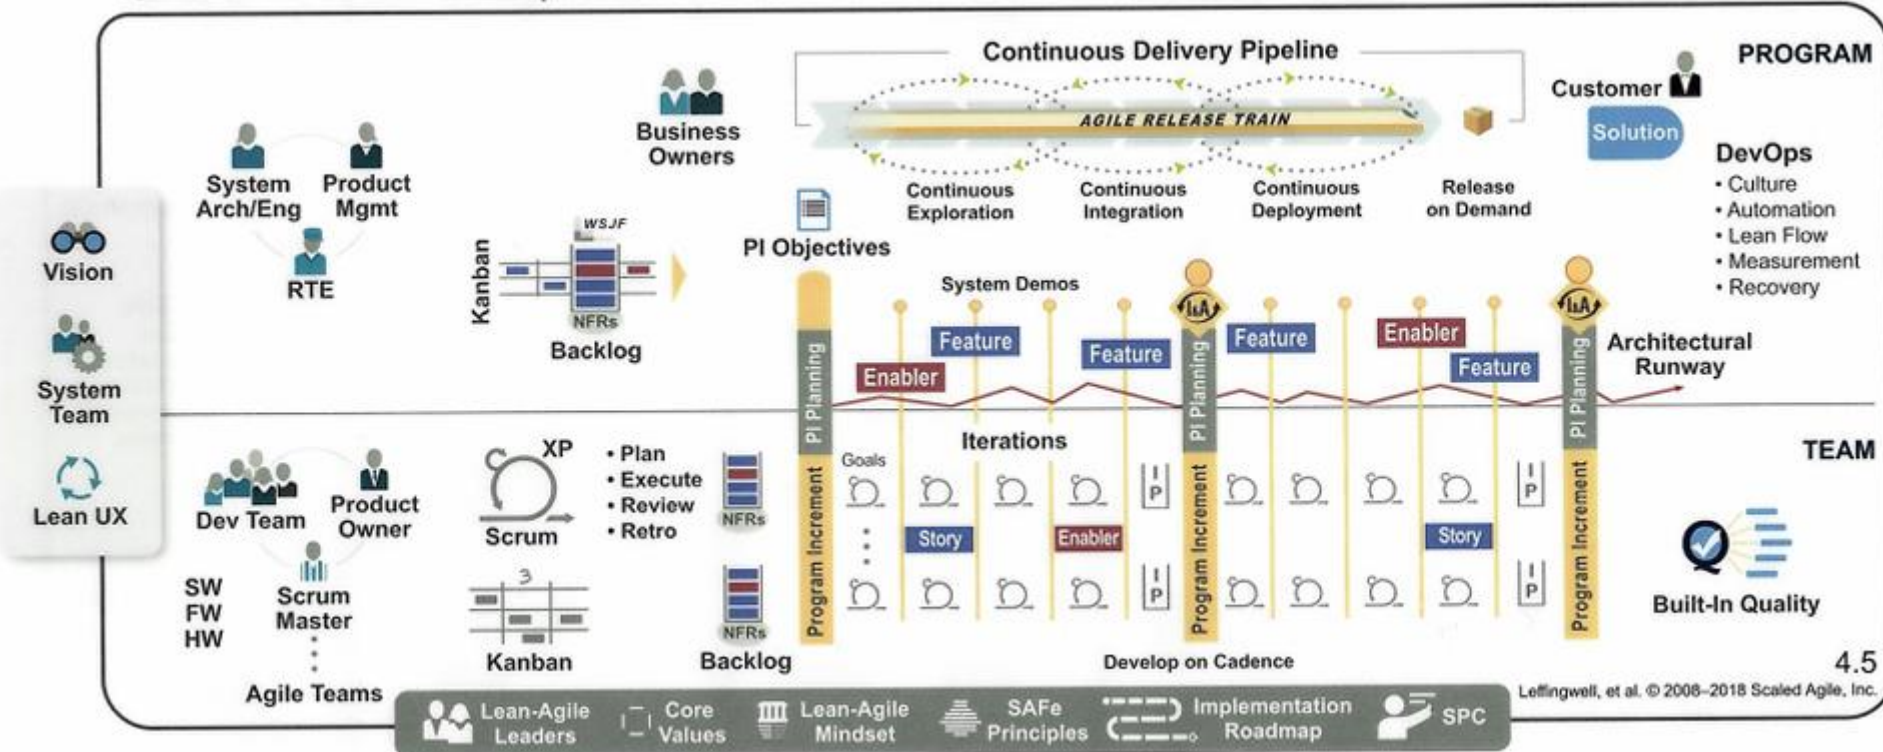 PROGRAM
Continuous Delivery Pipeline
AGILE RELEASE TRAIN
Continuous
Exploration
Continuous
Integration
Continuous
Deployment
Release
on Demand
Customer
Solution
DevOps
• Culture
• Automation
• Lean Flow
• Measurement
• Recovery
Business
Owners
System
Arch/Eng
Product
Mgmt
RTE
Vision
System
Team
Lean UX
Kanban
WSJF
NFRs
Backlog
PI Objectives
System Demos
PI Planning
Enabler
Feature
Feature
I&A
PI Planning
Feature
Enabler
Feature
I&A
PI Planning
Architectural
Runway
TEAM
Dev Team
Product
Owner
Scrum
Master
SW
FW
HW
Agile Teams
XP
Scrum
• Plan
• Execute
• Review
• Retro
3
Kanban
NFRs
NFRs
Backlog
Iterations
Goals
Program Increment
Story
Enabler
I
P
I
P
Program Increment
Story
I
P
I
P
Program Increment
Develop on Cadence
Built-In Quality
4.5
Leffingwell, et al. © 2008–2018 Scaled Agile, Inc.
Lean-Agile
Leaders
Core
Values
Lean-Agile
Mindset
SAFe
Principles
Implementation
Roadmap
SPC